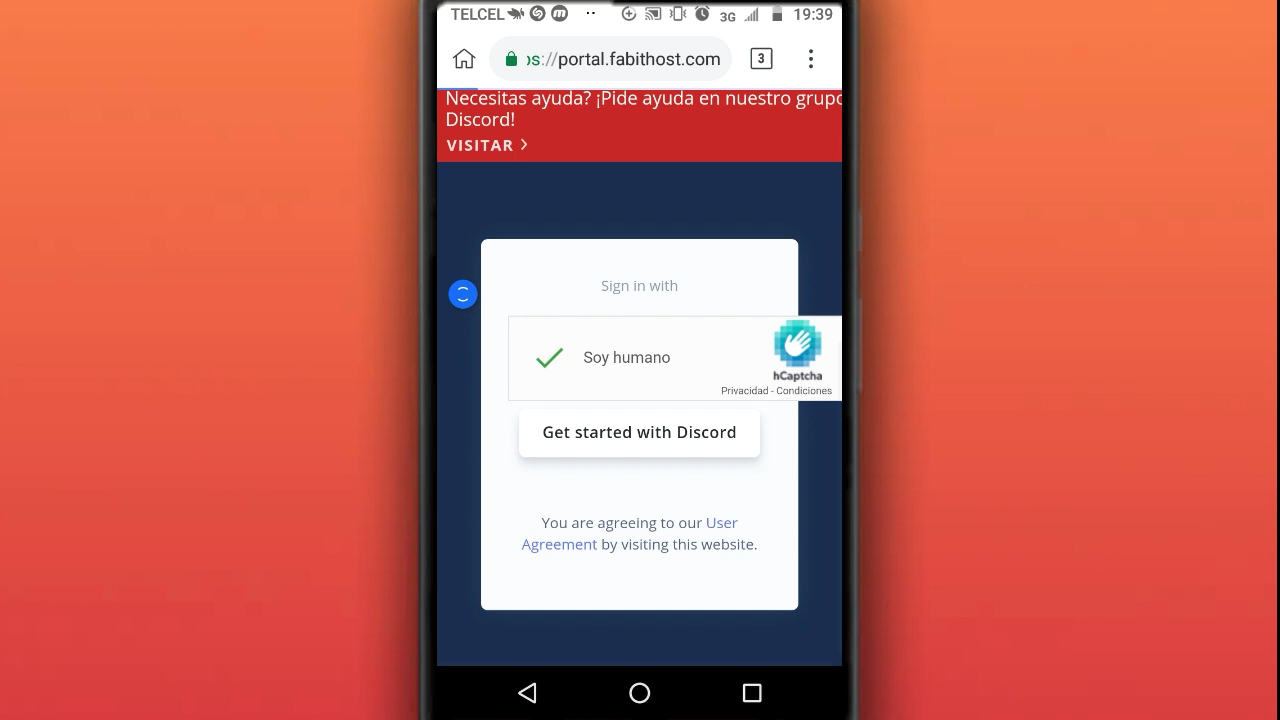 TELCEL 3G 19:39
ps://portal.fabithost.com 3
Necesitas ayuda? ¡Pide ayuda en nuestro grupo
Discord!
VISITAR
Sign in with
Soy humano
hCaptcha
Privacidad - Condiciones
Get started with Discord
You are agreeing to our User
Agreement by visiting this website.